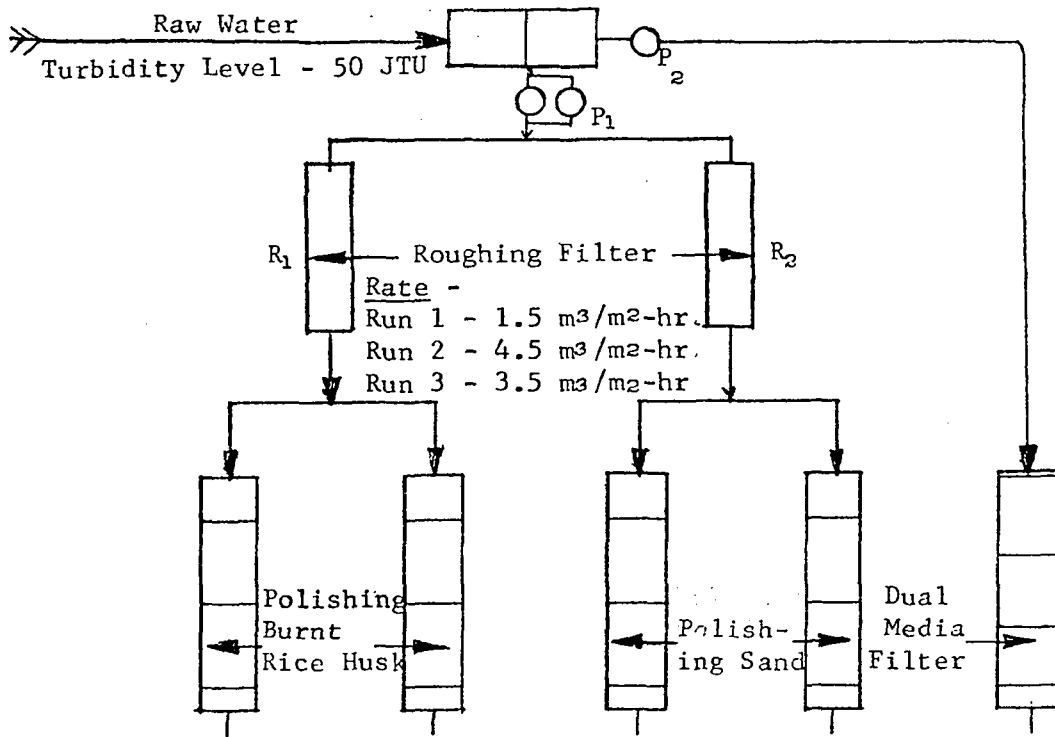 Raw Water
Turbidity Level - 50 JTU
P₂
P₁
R₁
Roughing Filter
R₂
Rate -
Run 1 - 1.5 m³/m²-hr.
Run 2 - 4.5 m³/m²-hr.
Run 3 - 3.5 m³/m²-hr
Polishing
Burnt
Rice Husk
Polish-
ing Sand
Dual
Media
Filter